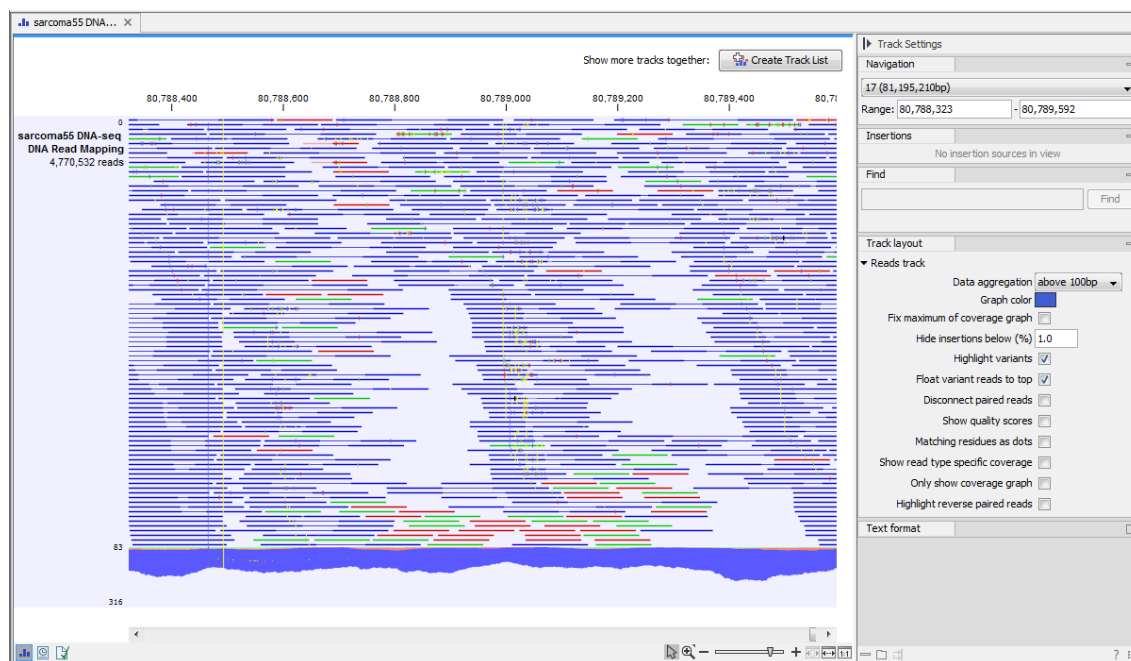 sarcoma55 DNA...
Show more tracks together:
Create Track List
80,788,400 80,788,600 80,788,800 80,789,000 80,789,200 80,789,400 80,78
0
sarcoma55 DNA-seq
DNA Read Mapping
4,770,532 reads
83
316
Track Settings
Navigation
17 (81,195,210bp)
Range: 80,788,323 - 80,789,592
Insertions
No insertion sources in view
Find
Find
Track layout
Reads track
Data aggregation above 100bp
Graph color
Fix maximum of coverage graph
Hide insertions below (%) 1.0
Highlight variants
Float variant reads to top
Disconnect paired reads
Show quality scores
Matching residues as dots
Show read type specific coverage
Only show coverage graph
Highlight reverse paired reads
Text format
1:1
?